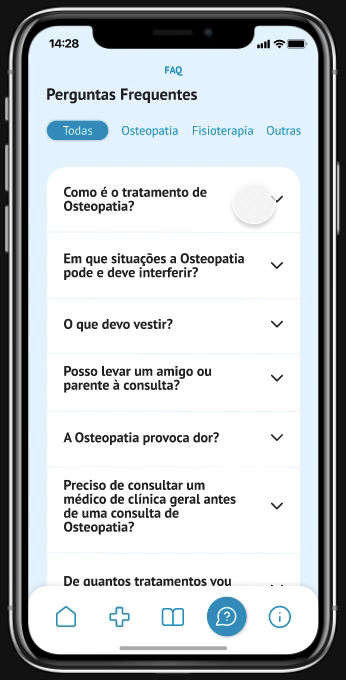 14:28
FAQ
Perguntas Frequentes
Todas Osteopatia Fisioterapia Outras
Como é o tratamento de
Osteopatia?
Em que situações a Osteopatia
pode e deve interferir?
O que devo vestir?
Posso levar um amigo ou
parente à consulta?
A Osteopatia provoca dor?
Preciso de consultar um
médico de clínica geral antes
de uma consulta de
Osteopatia?
De quantos tratamentos vou